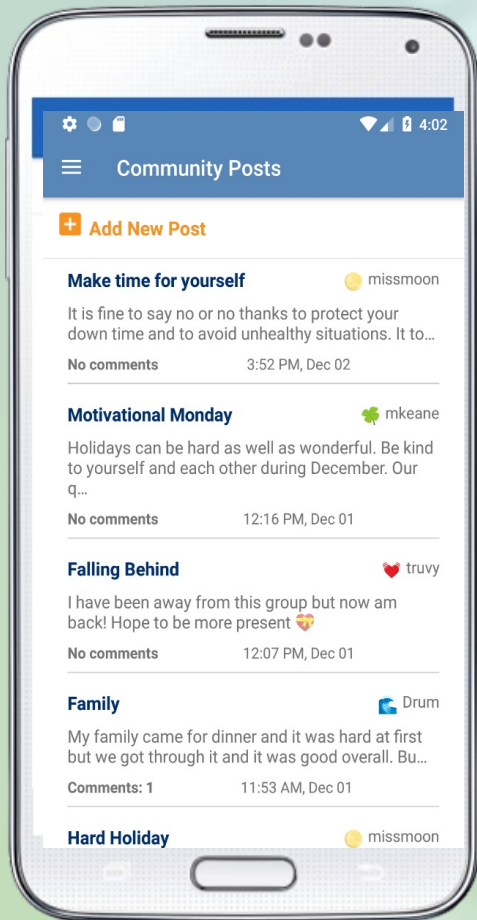 4:02
Community Posts
Add New Post
Make time for yourself missmoon
It is fine to say no or no thanks to protect your
down time and to avoid unhealthy situations. It to...
No comments 3:52 PM, Dec 02
Motivational Monday mkeane
Holidays can be hard as well as wonderful. Be kind
to yourself and each other during December. Our
q...
No comments 12:16 PM, Dec 01
Falling Behind truvy
I have been away from this group but now am
back! Hope to be more present 💝
No comments 12:07 PM, Dec 01
Family Drum
My family came for dinner and it was hard at first
but we got through it and it was good overall. Bu...
Comments: 1 11:53 AM, Dec 01
Hard Holiday missmoon